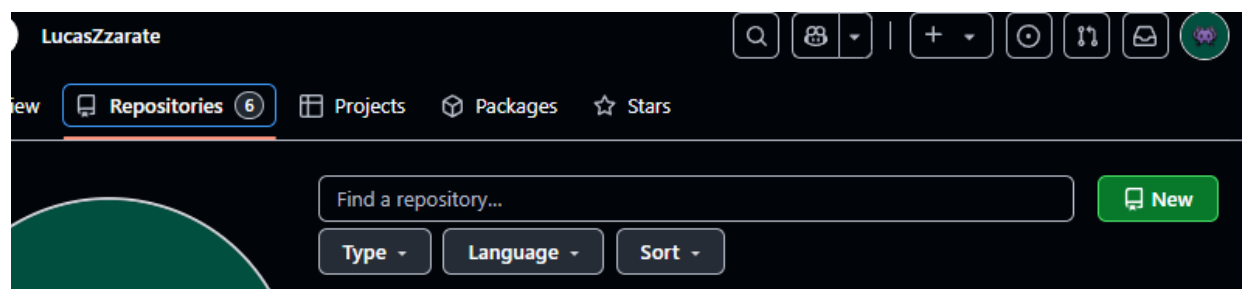 LucasZzarate
iew Repositories 6 Projects Packages Stars
Find a repository... New
Type Language Sort